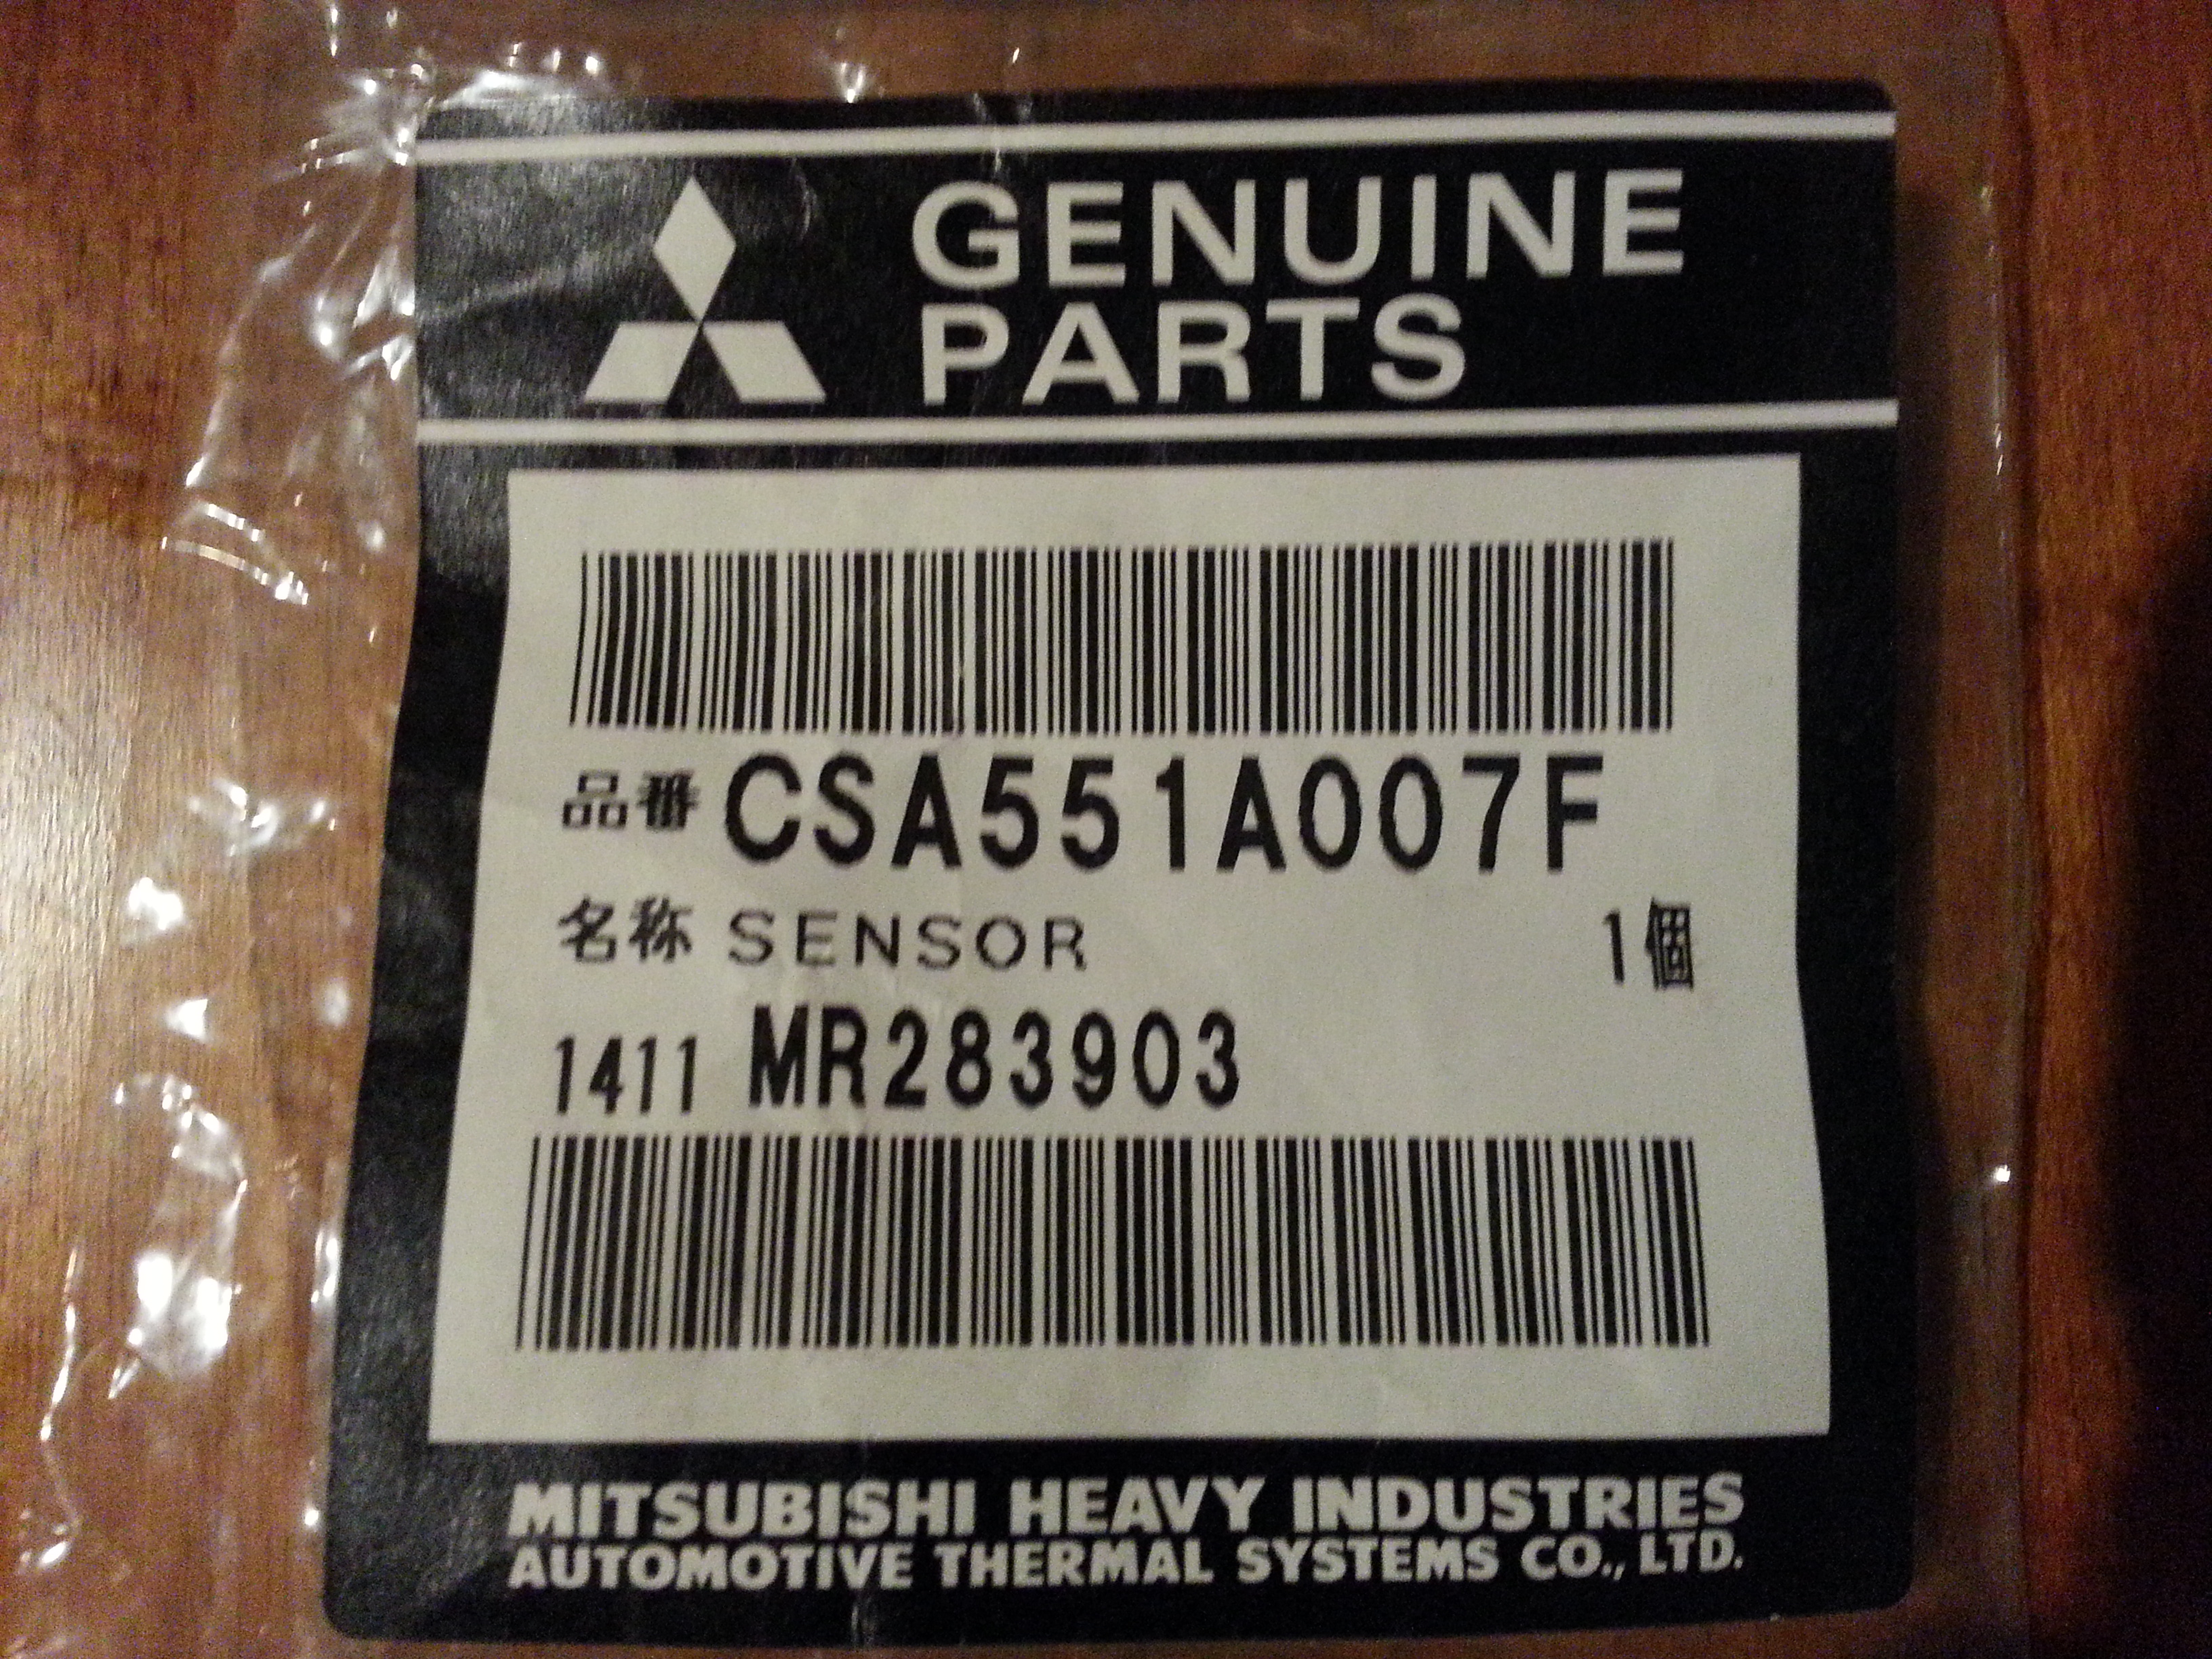 GENUINE
PARTS
品番 CSA551A007F
名称 SENSOR 1個
1411 MR283903
MITSUBISHI HEAVY INDUSTRIES
AUTOMOTIVE THERMAL SYSTEMS CO., LTD.